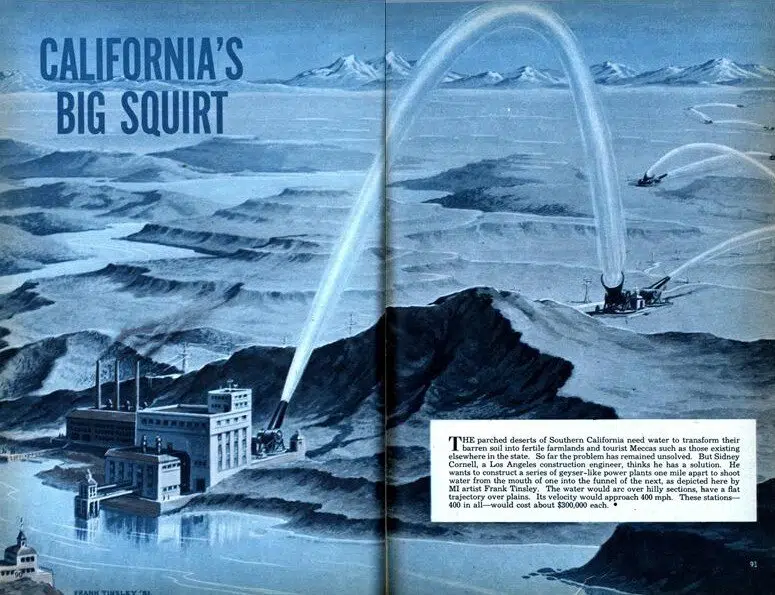 CALIFORNIA'S
BIG SQUIRT
THE parched deserts of Southern California need water to transform their
barren soil into fertile farmlands and tourist Meccas such as those existing
elsewhere in the state. So far the problem has remained unsolved. But Sidney
Cornell, a Los Angeles construction engineer, thinks he has a solution. He
wants to construct a series of geyser-like power plants one mile apart to shoot
water from the mouth of one into the funnel of the next, as depicted here by
MI artist Frank Tinsley. The water would arc over hilly sections, have a flat
trajectory over plains. Its velocity would approach 400 mph. These stations—
400 in all—would cost about $300,000 each. •
91
FRANK TINSLEY